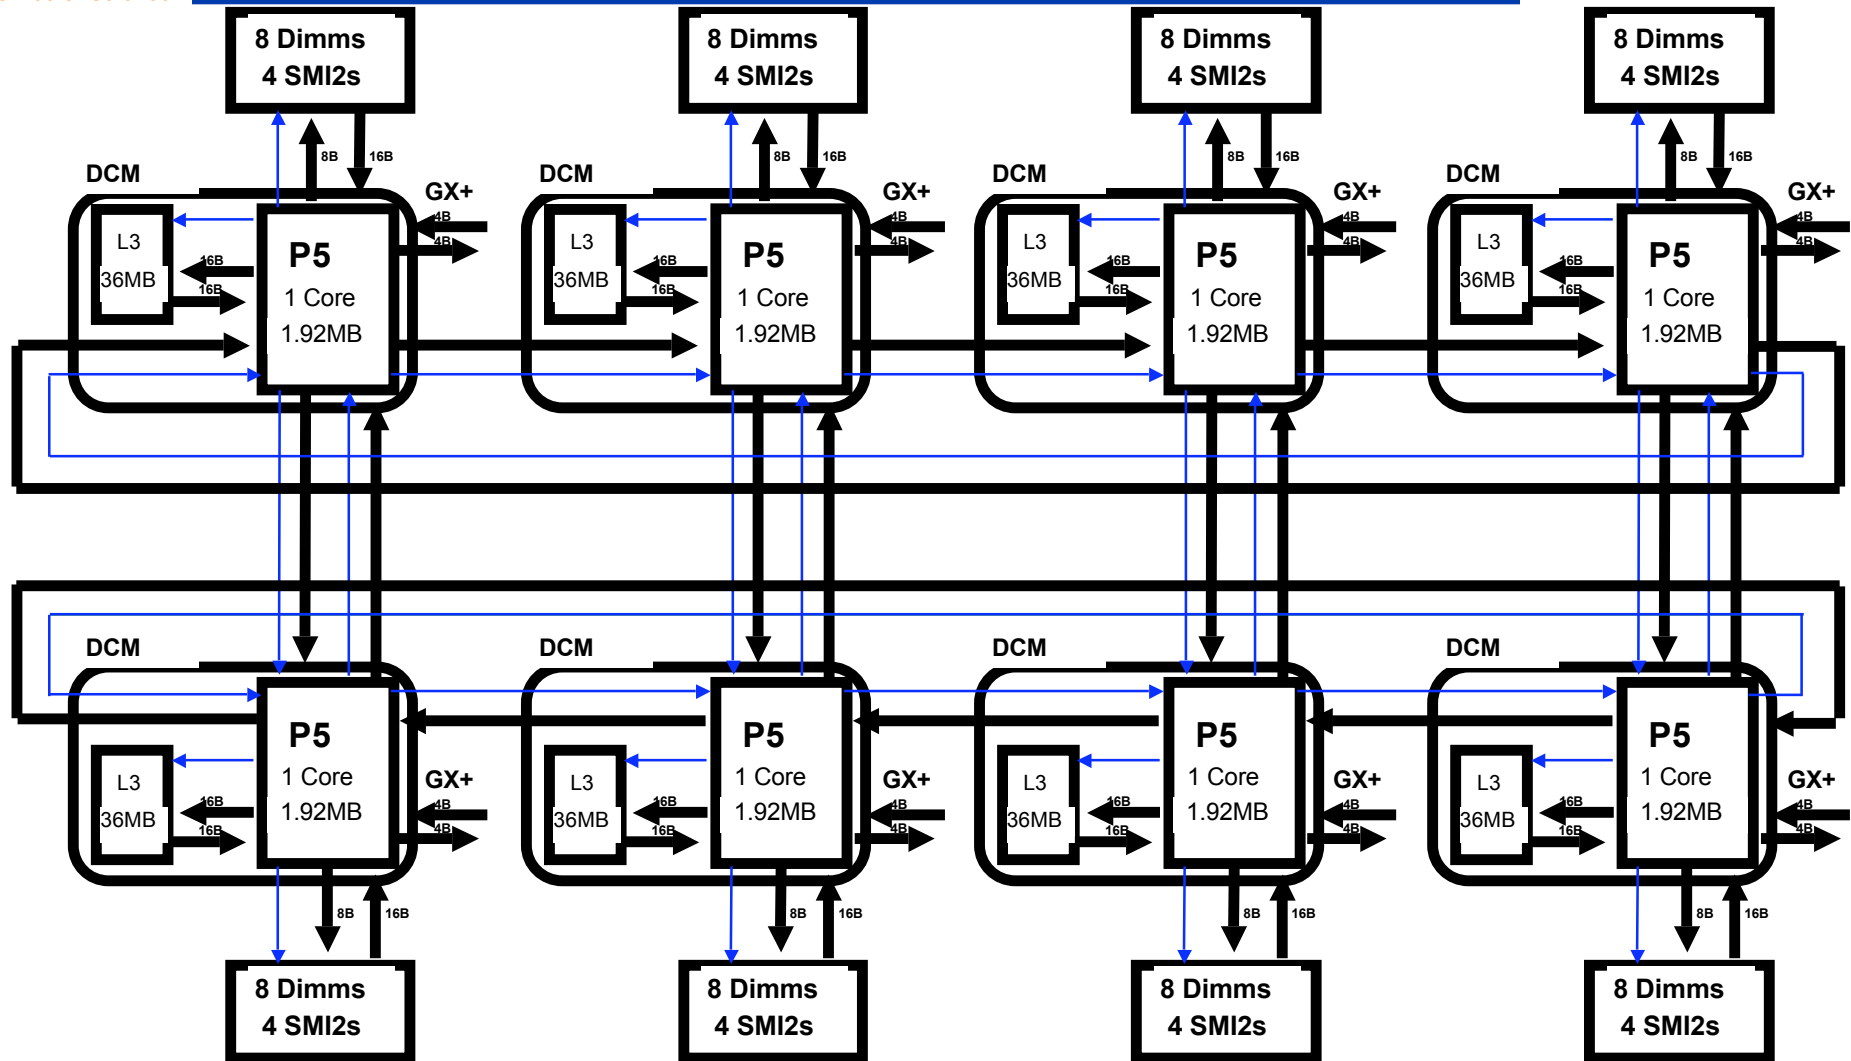 8 Dimms
4 SMI2s
8 Dimms
4 SMI2s
8 Dimms
4 SMI2s
8 Dimms
4 SMI2s
8B
16B
8B
16B
8B
16B
8B
16B
DCM
GX+
DCM
GX+
DCM
GX+
DCM
GX+
L3
36MB
16B
16B
P5
1 Core
1.92MB
4B
4B
L3
36MB
16B
16B
P5
1 Core
1.92MB
4B
4B
L3
36MB
16B
16B
P5
1 Core
1.92MB
4B
4B
L3
36MB
16B
16B
P5
1 Core
1.92MB
4B
4B
DCM
DCM
DCM
DCM
P5
1 Core
1.92MB
L3
36MB
16B
16B
GX+
4B
4B
P5
1 Core
1.92MB
L3
36MB
16B
16B
GX+
4B
4B
P5
1 Core
1.92MB
L3
36MB
16B
16B
GX+
4B
4B
P5
1 Core
1.92MB
L3
36MB
16B
16B
GX+
4B
4B
8B
16B
8B
16B
8B
16B
8B
16B
8 Dimms
4 SMI2s
8 Dimms
4 SMI2s
8 Dimms
4 SMI2s
8 Dimms
4 SMI2s